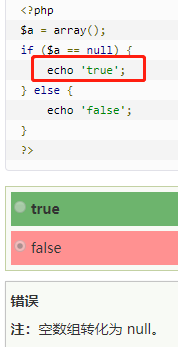 <?php
$a = array();
if ($a == null) {
    echo 'true';
} else {
    echo 'false';
}
?>
true
false
错误
注：空数组转化为 null。